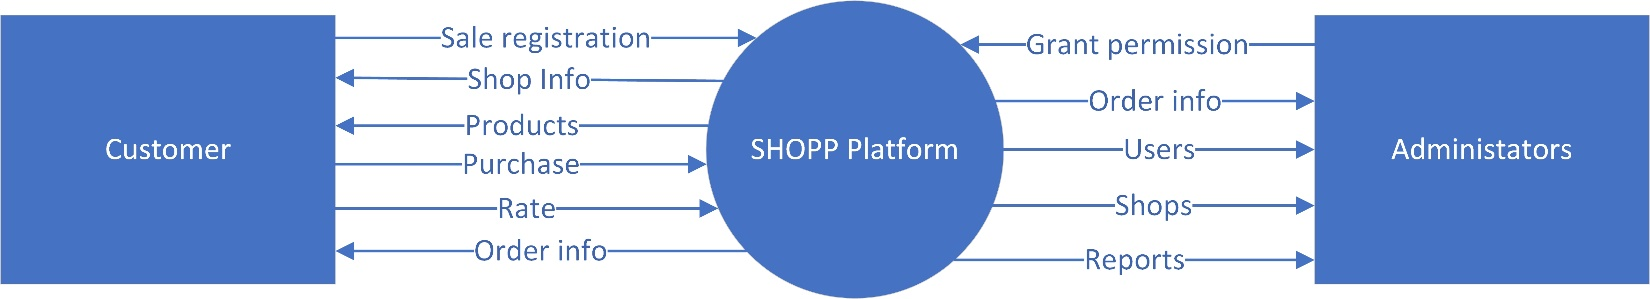 Customer
Sale registration
Shop Info
Products
Purchase
Rate
Order info
SHOPP Platform
Grant permission
Order info
Users
Shops
Reports
Administators